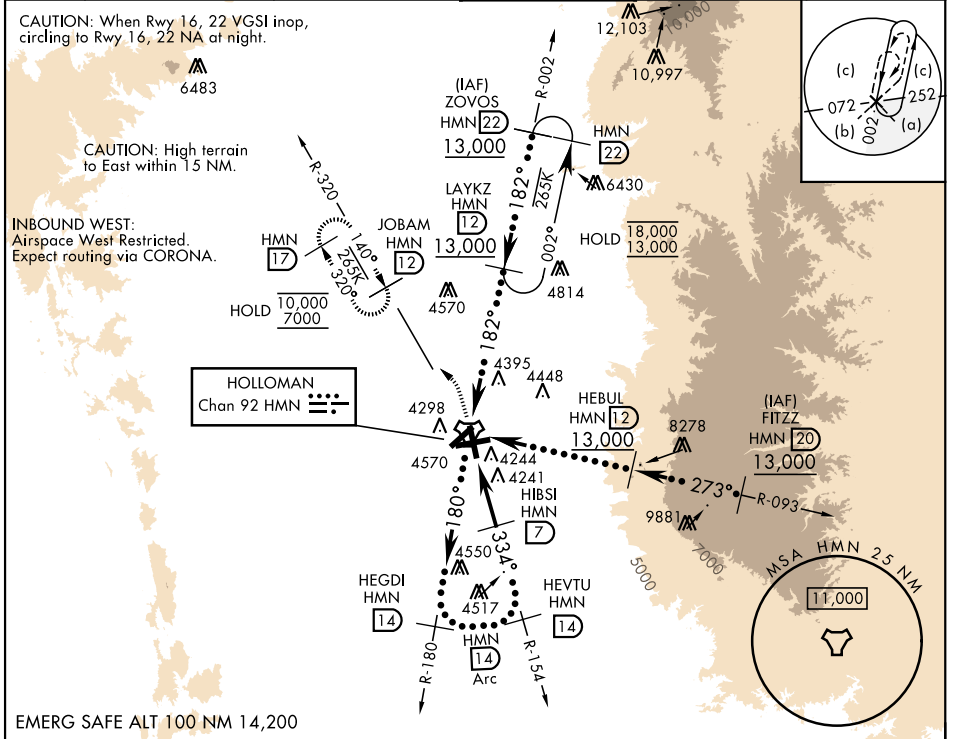 CAUTION: When Rwy 16, 22 VGSI inop,
circling to Rwy 16, 22 NA at night.
6483
12,103
10,000
10,997
(c)
(c)
072
252
(b)
002
(a)
(IAF)
ZOVOS
HMN 22
13,000
R-002
HMN
22
6430
CAUTION: High terrain
to East within 15 NM.
R-320
182°
265K
002°
LAYKZ
HMN
12
13,000
INBOUND WEST:
Airspace West Restricted.
Expect routing via CORONA.
HMN
17
140°
265K
320°
JOBAM
HMN
12
HOLD 18,000
13,000
4814
4570
HOLD 10,000
7000
182°
HOLLOMAN
Chan 92 HMN
4395
4448
4298
4570
4244
4241
HEBUL
HMN 12
13,000
8278
(IAF)
FITZZ
HMN 20
13,000
273°
R-093
9881
7000
5000
HIBSI
HMN
7
180°
334°
4550
4517
HEGDI
HMN
14
HEVTU
HMN
14
HMN
14
Arc
R-180
R-154
MSA HMN 25 NM
11,000
EMERG SAFE ALT 100 NM 14,200